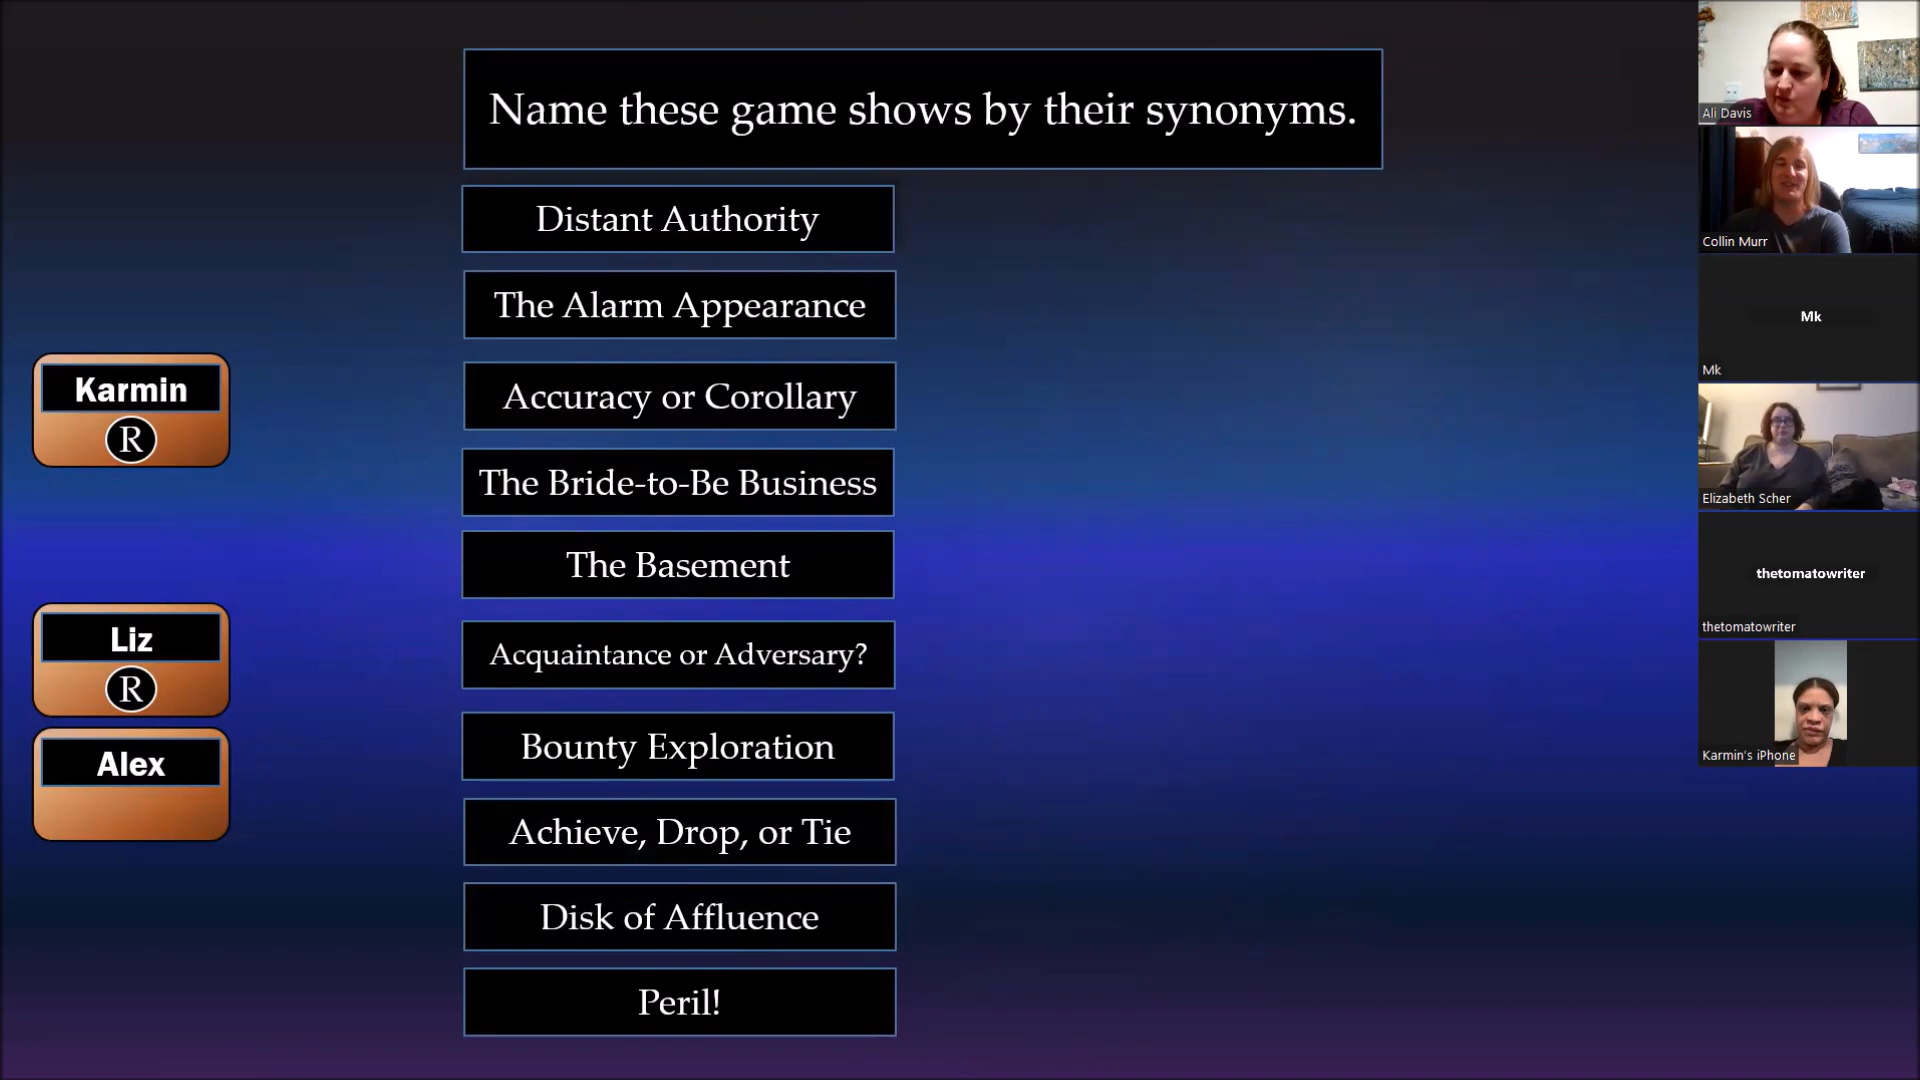 Name these game shows by their synonyms.
Distant Authority
The Alarm Appearance
Accuracy or Corollary
The Bride-to-Be Business
The Basement
Acquaintance or Adversary?
Bounty Exploration
Achieve, Drop, or Tie
Disk of Affluence
Peril!
Karmin
R
Liz
R
Alex
Ali Davis
Collin Murr
Mk
Mk
Elizabeth Scher
thetomatowriter
thetomatowriter
Karmin's iPhone